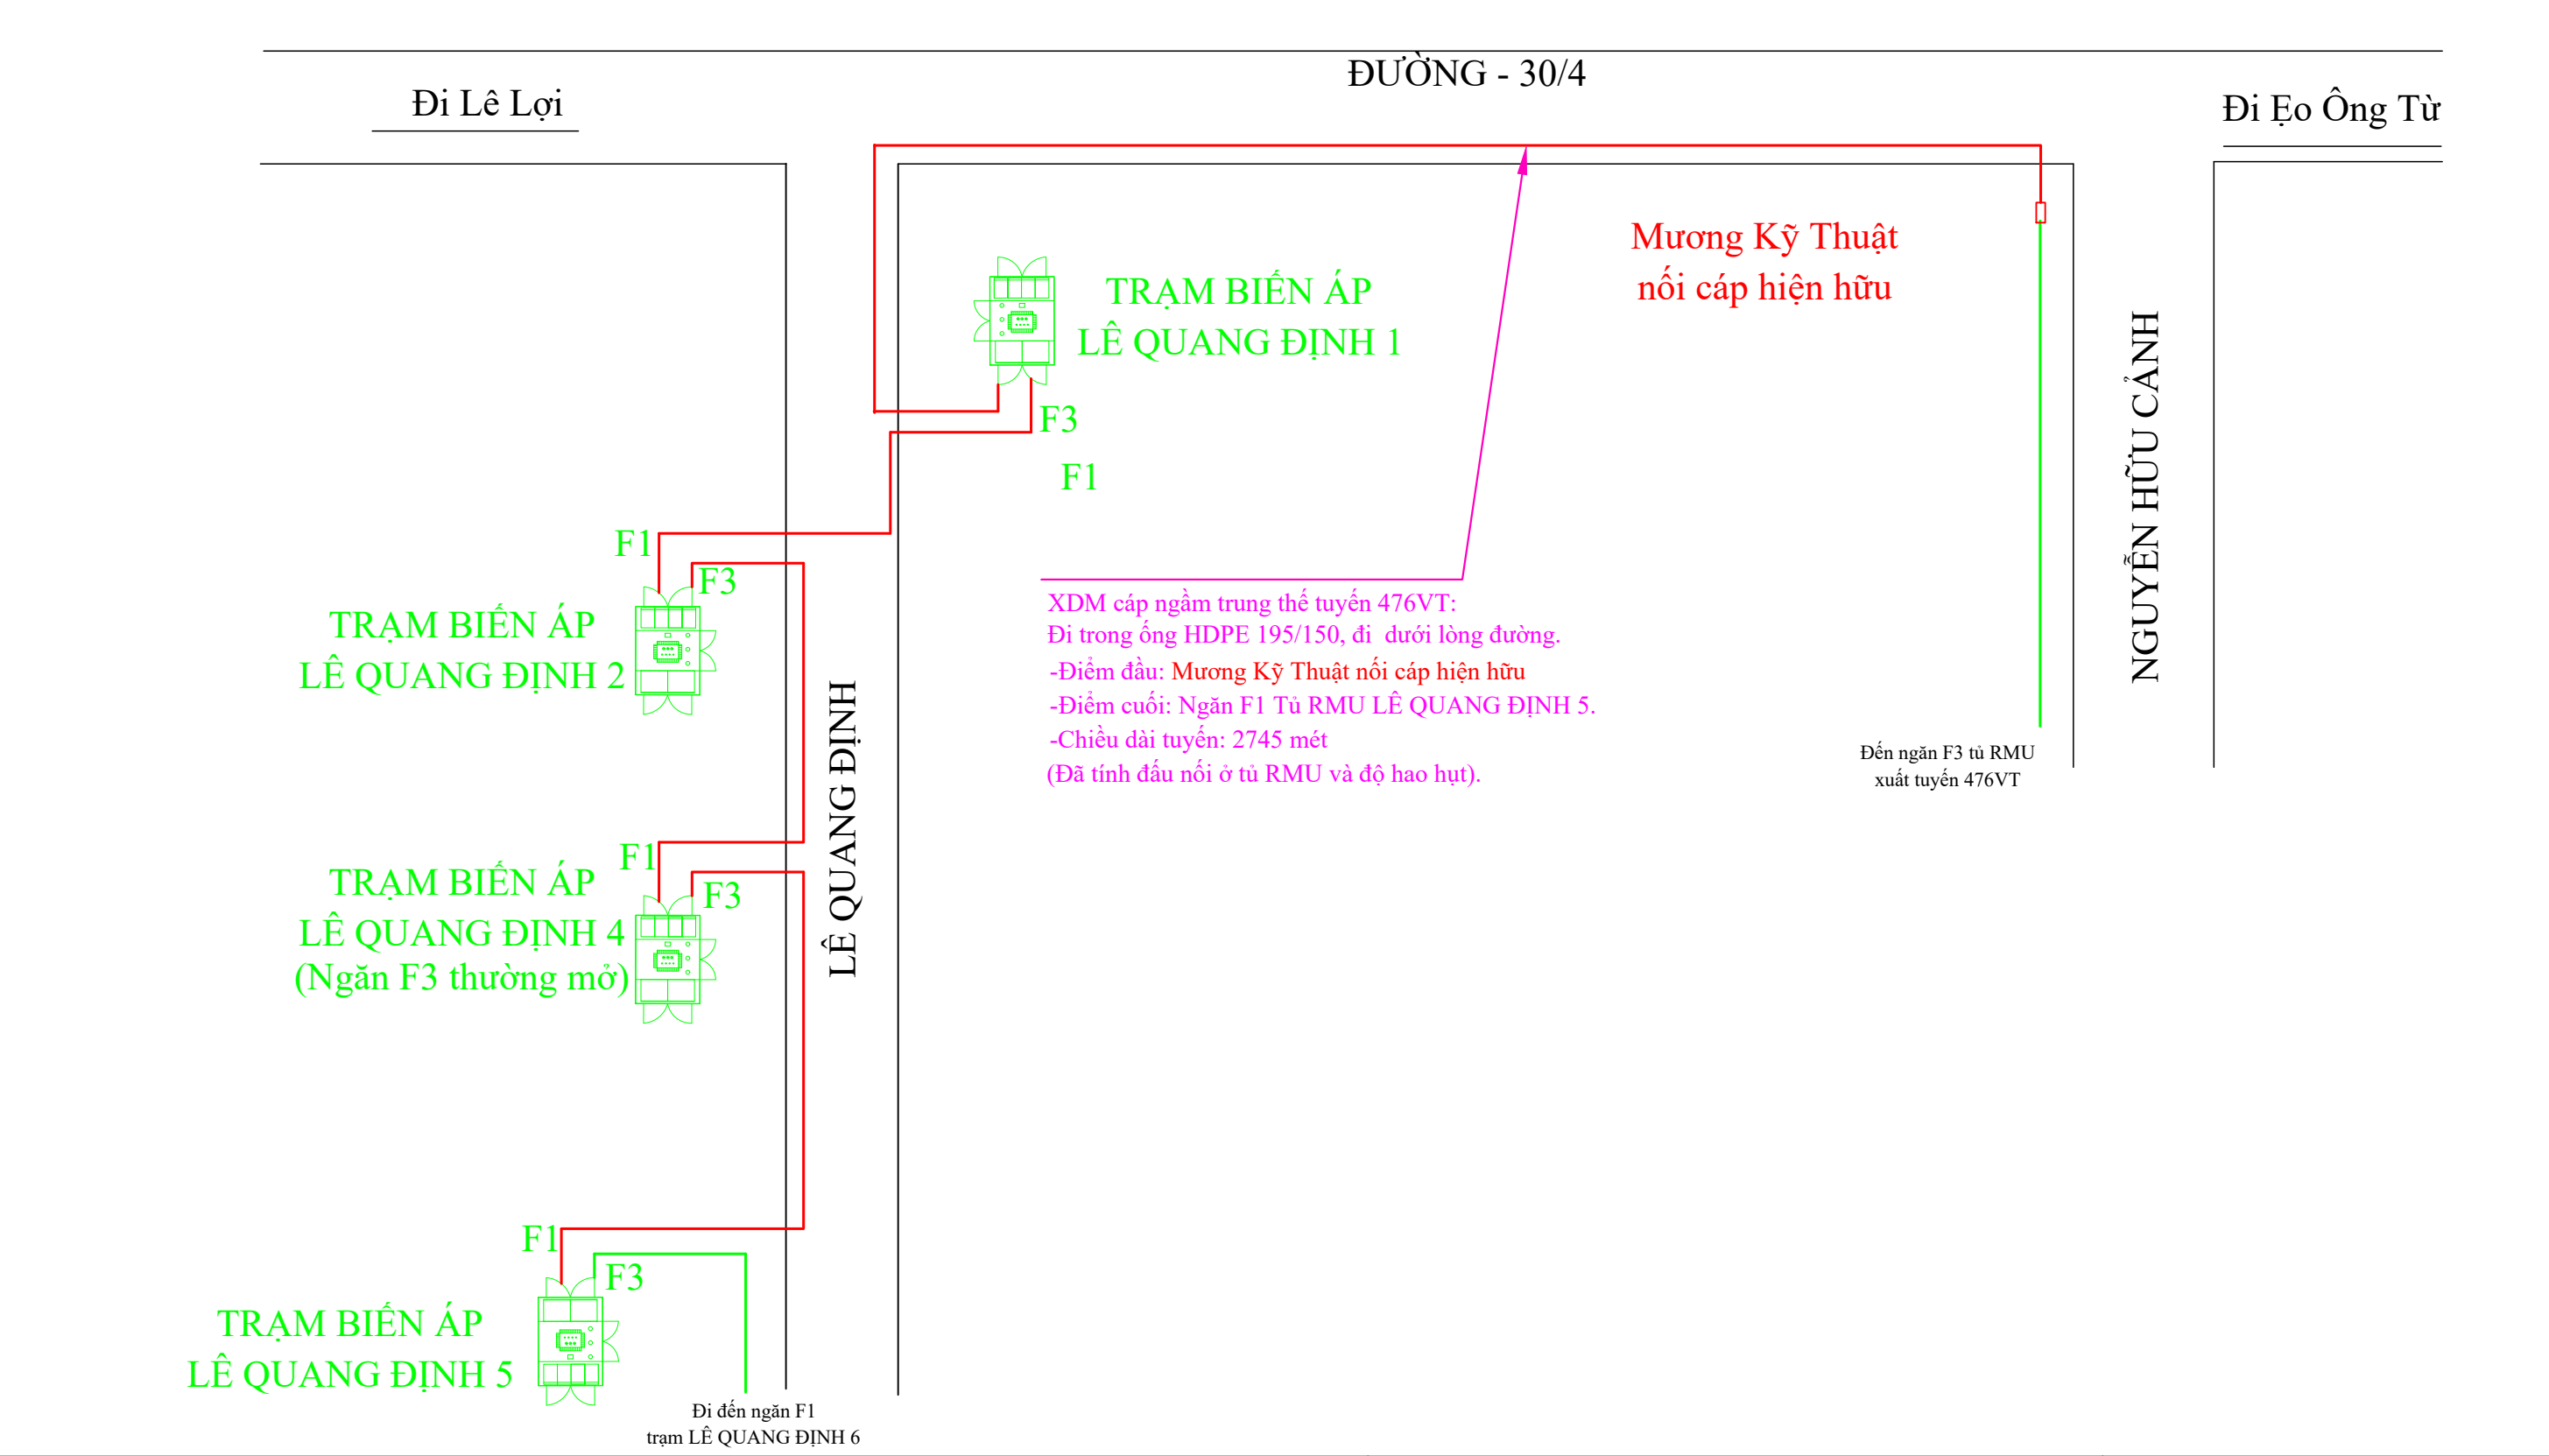 ĐƯỜNG - 30/4
Đi Lê Lợi
Đi Ẹo Ông Từ
Mương Kỹ Thuật
nối cáp hiện hữu
TRẠM BIẾN ÁP
LÊ QUANG ĐỊNH 1
F3
F1
NGUYỄN HỮU CẢNH
F1
F3
TRẠM BIẾN ÁP
LÊ QUANG ĐỊNH 2
XDM cáp ngầm trung thế tuyến 476VT:
Đi trong ống HDPE 195/150, đi dưới lòng đường.
-Điểm đầu: Mương Kỹ Thuật nối cáp hiện hữu
-Điểm cuối: Ngăn F1 Tủ RMU LÊ QUANG ĐỊNH 5.
-Chiều dài tuyến: 2745 mét
(Đã tính đấu nối ở tủ RMU và độ hao hụt).
Đến ngăn F3 tủ RMU
xuất tuyến 476VT
LÊ QUANG ĐỊNH
F1
F3
TRẠM BIẾN ÁP
LÊ QUANG ĐỊNH 4
(Ngăn F3 thường mở)
F1
F3
TRẠM BIẾN ÁP
LÊ QUANG ĐỊNH 5
Đi đến ngăn F1
trạm LÊ QUANG ĐỊNH 6